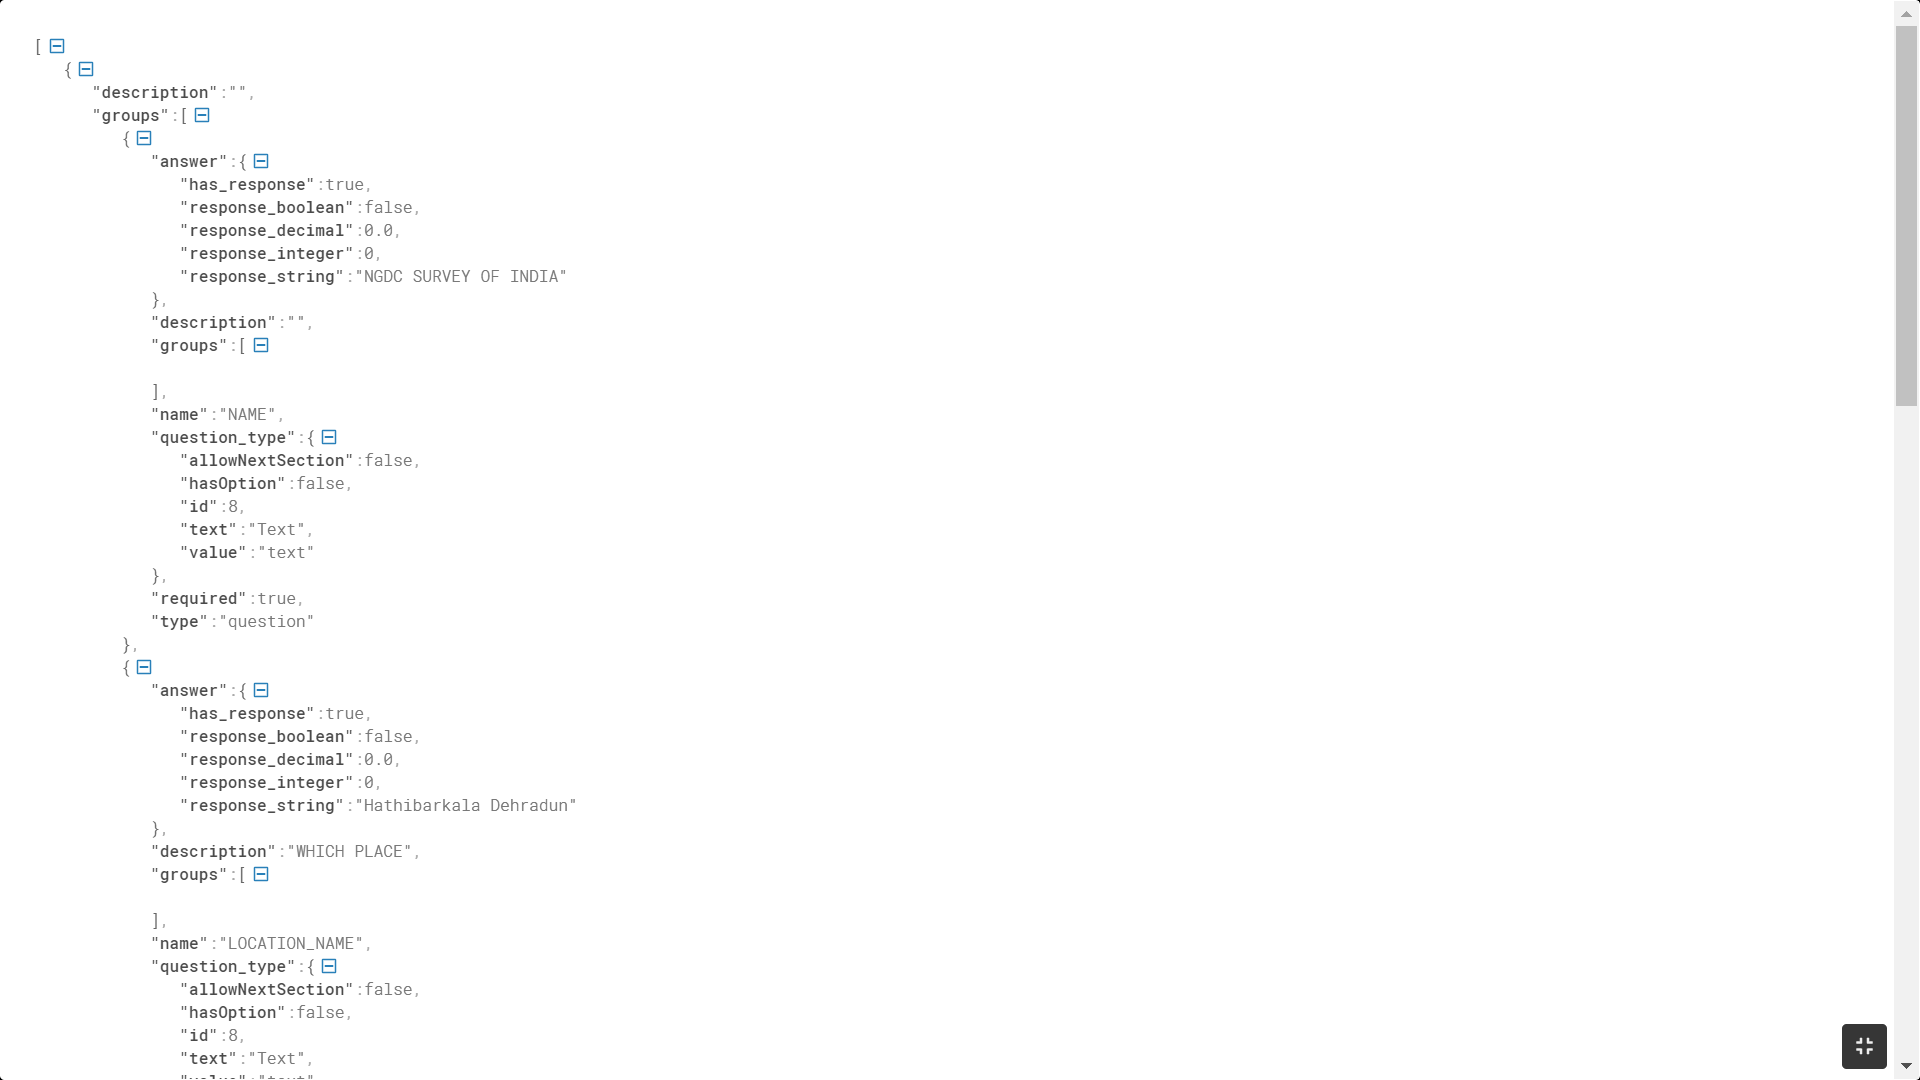 [
{
"description":"",
"groups":[
{
"answer":{
"has_response":true,
"response_boolean":false,
"response_decimal":0.0,
"response_integer":0,
"response_string":"NGDC SURVEY OF INDIA"
},
"description":"",
"groups":[
],
"name":"NAME",
"question_type":{
"allowNextSection":false,
"hasOption":false,
"id":8,
"text":"Text",
"value":"text"
},
"required":true,
"type":"question"
},
{
"answer":{
"has_response":true,
"response_boolean":false,
"response_decimal":0.0,
"response_integer":0,
"response_string":"Hathibarkala Dehradun"
},
"description":"WHICH PLACE",
"groups":[
],
"name":"LOCATION_NAME",
"question_type":{
"allowNextSection":false,
"hasOption":false,
"id":8,
"text":"Text",
"value":"text"